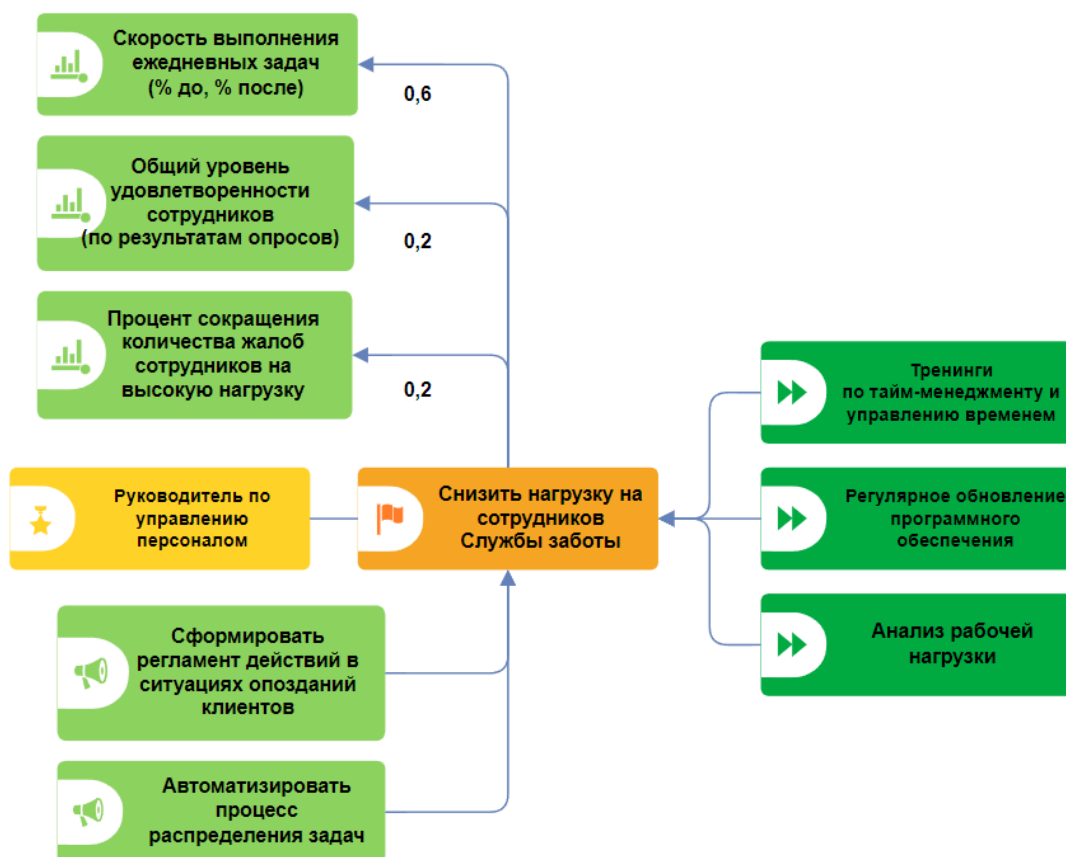 Скорость выполнения
ежедневных задач
(% до, % после)
0,6
Общий уровень
удовлетворенности
сотрудников
(по результатам опросов)
0,2
Процент сокращения
количества жалоб
сотрудников на
высокую нагрузку
0,2
Тренинги
по тайм-менеджменту и
управлению временем
Руководитель по
управлению
персоналом
Снизить нагрузку на
сотрудников
Службы заботы
Регулярное обновление
программного
обеспечения
Сформировать
регламент действий в
ситуациях опозданий
клиентов
Анализ рабочей
нагрузки
Автоматизировать
процесс
распределения задач